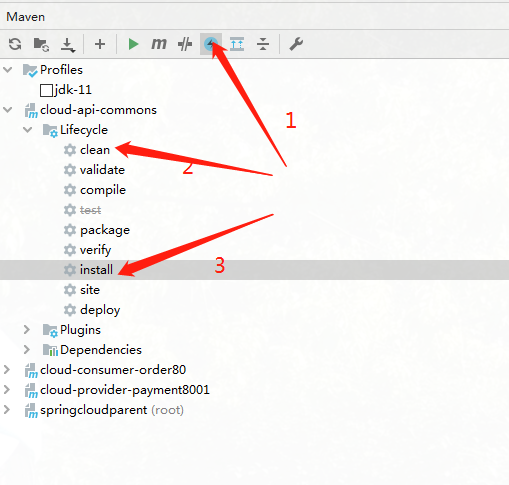 Maven
m
Profiles
jdk-11
1
cloud-api-commons
Lifecycle
clean
2
validate
compile
test
package
verify
install
3
site
deploy
Plugins
Dependencies
cloud-consumer-order80
cloud-provider-payment8001
springcloudparent (root)